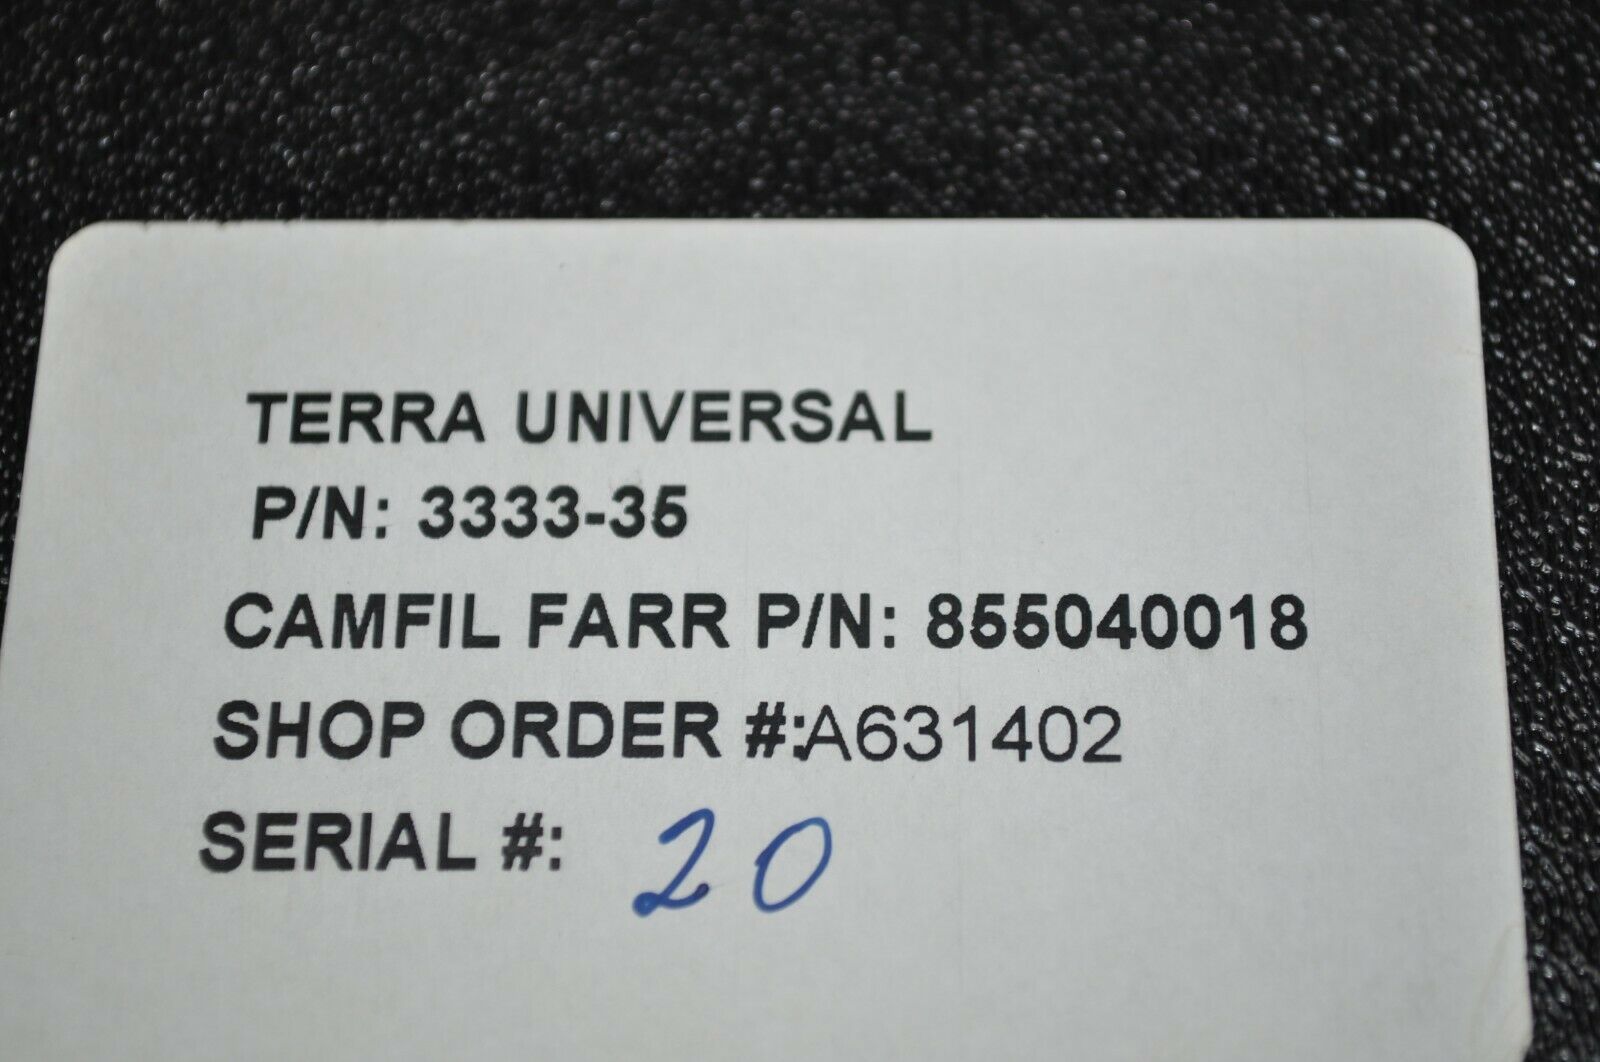 TERRA UNIVERSAL
P/N: 3333-35
CAMFIL FARR P/N: 855040018
SHOP ORDER #:A631402
SERIAL #: 20